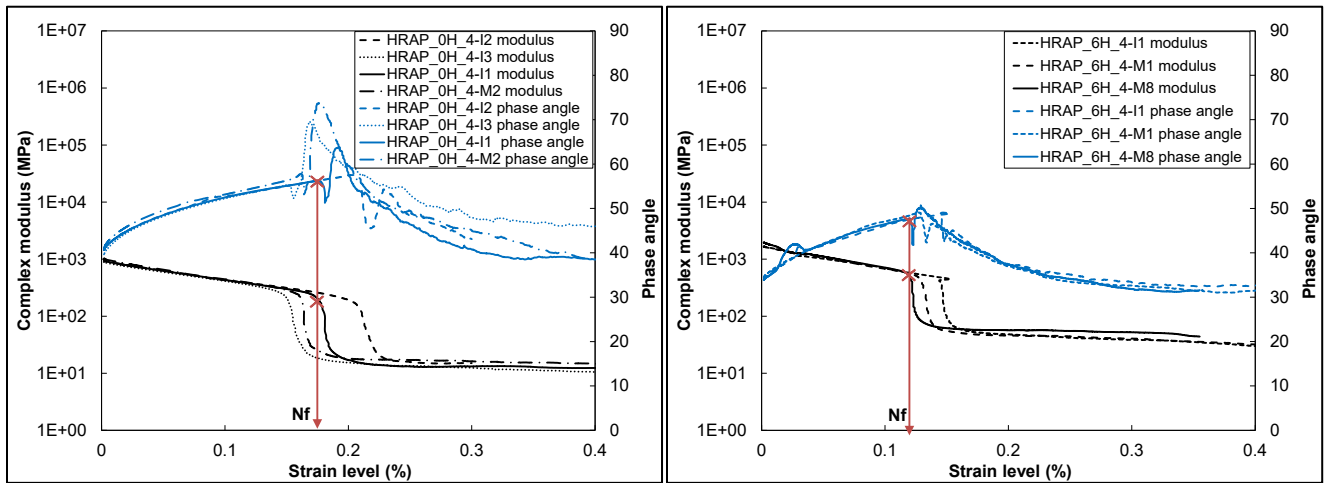 1E+07
1E+06
1E+05
1E+04
1E+03
1E+02
1E+01
1E+00
Complex modulus (MPa)
HRAP_0H_4-I2 modulus
HRAP_0H_4-I3 modulus
HRAP_0H_4-I1 modulus
HRAP_0H_4-M2 modulus
HRAP_0H_4-I2 phase angle
HRAP_0H_4-I3 phase angle
HRAP_0H_4-I1 phase angle
HRAP_0H_4-M2 phase angle
Nf
90
80
70
60
50
40
30
20
10
0
Phase angle
0
0.1
0.2
0.3
0.4
Strain level (%)
1E+07
1E+06
1E+05
1E+04
1E+03
1E+02
1E+01
1E+00
Complex modulus (MPa)
HRAP_6H_4-I1 modulus
HRAP_6H_4-M1 modulus
HRAP_6H_4-M8 modulus
HRAP_6H_4-I1 phase angle
HRAP_6H_4-M1 phase angle
HRAP_6H_4-M8 phase angle
Nf
90
80
70
60
50
40
30
20
10
0
Phase angle
0
0.1
0.2
0.3
0.4
Strain level (%)